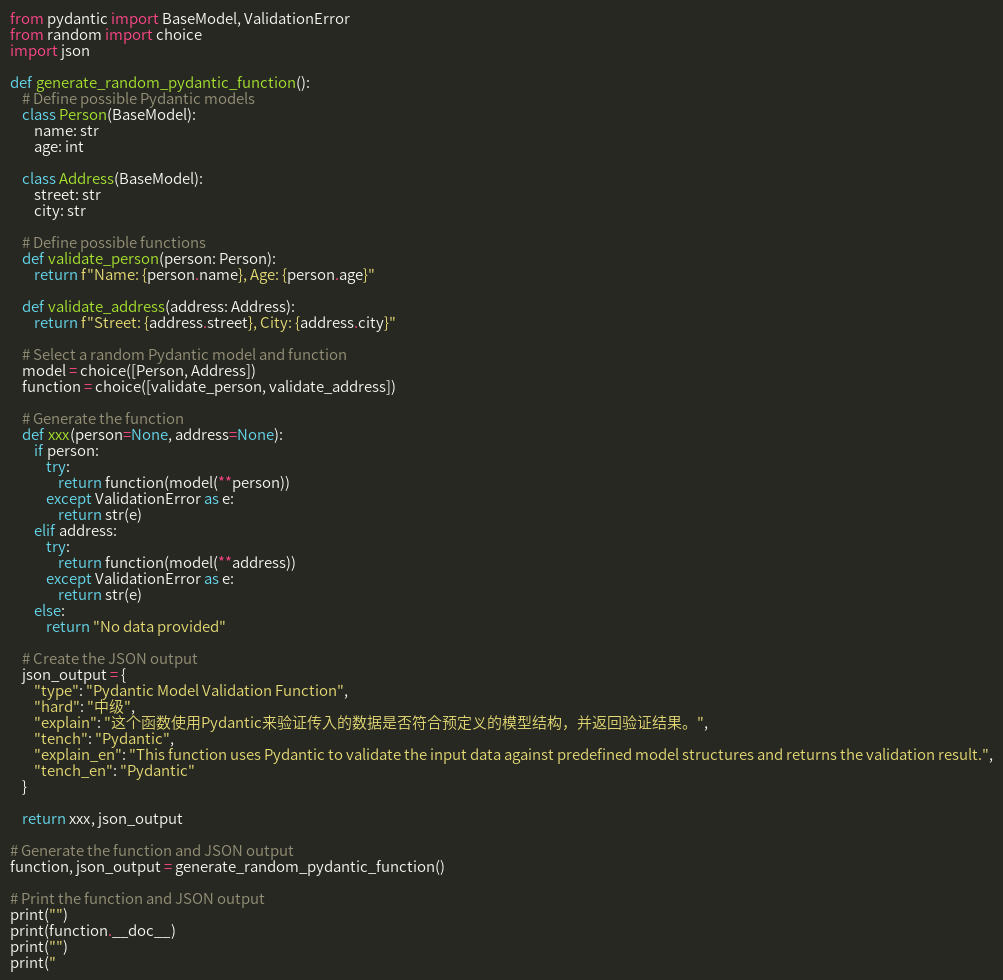 from pydantic import BaseModel, ValidationError
from random import choice
import json

def generate_random_pydantic_function():
    # Define possible Pydantic models
    class Person(BaseModel):
        name: str
        age: int

    class Address(BaseModel):
        street: str
        city: str

    # Define possible functions
    def validate_person(person: Person):
        return f"Name: {person.name}, Age: {person.age}"

    def validate_address(address: Address):
        return f"Street: {address.street}, City: {address.city}"

    # Select a random Pydantic model and function
    model = choice([Person, Address])
    function = choice([validate_person, validate_address])

    # Generate the function
    def xxx(person=None, address=None):
        if person:
            try:
                return function(model(**person))
            except ValidationError as e:
                return str(e)
        elif address:
            try:
                return function(model(**address))
            except ValidationError as e:
                return str(e)
        else:
            return "No data provided"

    # Create the JSON output
    json_output = {
        "type": "Pydantic Model Validation Function",
        "hard": "中级",
        "explain": "这个函数使用Pydantic来验证传入的数据是否符合预定义的模型结构，并返回验证结果。",
        "tench": "Pydantic",
        "explain_en": "This function uses Pydantic to validate the input data against predefined model structures and returns the validation result.",
        "tench_en": "Pydantic"
    }

    return xxx, json_output

# Generate the function and JSON output
function, json_output = generate_random_pydantic_function()

# Print the function and JSON output
print("")
print(function.__doc__)
print("")
print("